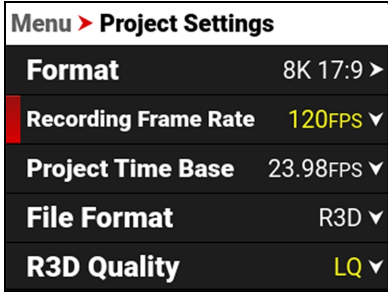 Menu > Project Settings
Format 8K 17:9 >
Recording Frame Rate 120FPS
Project Time Base 23.98FPS
File Format R3D
R3D Quality LQ